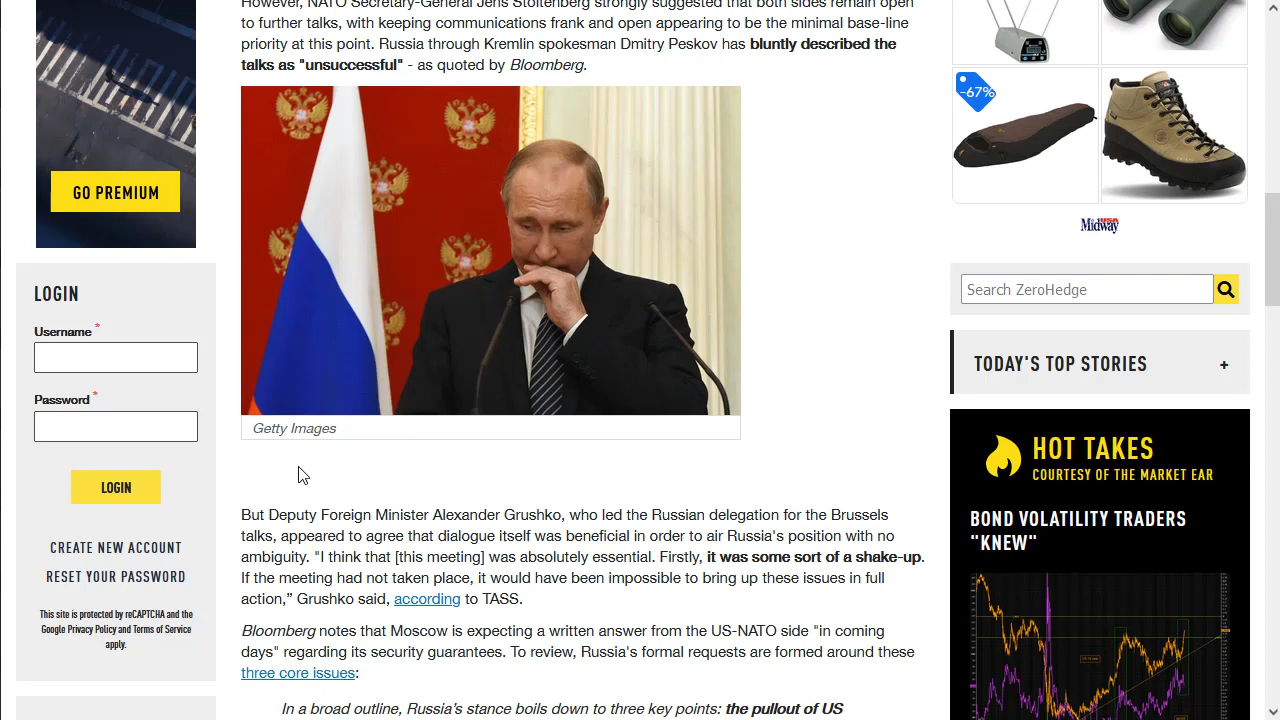 However, NATO Secretary-General Jens Stoltenberg strongly suggested that both sides remain open
to further talks, with keeping communications frank and open appearing to be the minimal base-line
priority at this point. Russia through Kremlin spokesman Dmitry Peskov has bluntly described the
talks as "unsuccessful" - as quoted by Bloomberg.
Getty Images
But Deputy Foreign Minister Alexander Grushko, who led the Russian delegation for the Brussels
talks, appeared to agree that dialogue itself was beneficial in order to air Russia's position with no
ambiguity. "I think that [this meeting] was absolutely essential. Firstly, it was some sort of a shake-up.
If the meeting had not taken place, it would have been impossible to bring up these issues in full
action,” Grushko said, according to TASS.
Bloomberg notes that Moscow is expecting a written answer from the US-NATO side "in coming
days" regarding its security guarantees. To review, Russia's formal requests are formed around these
three core issues:
In a broad outline, Russia's stance boils down to three key points: the pullout of US
GO PREMIUM
LOGIN
Username *
Password *
LOGIN
CREATE NEW ACCOUNT
RESET YOUR PASSWORD
This site is protected by reCAPTCHA and the
Google Privacy Policy and Terms of Service
apply.
-67%
Midway USA
Search ZeroHedge
TODAY'S TOP STORIES +
HOT TAKES
COURTESY OF THE MARKET EAR
BOND VOLATILITY TRADERS
"KNEW"